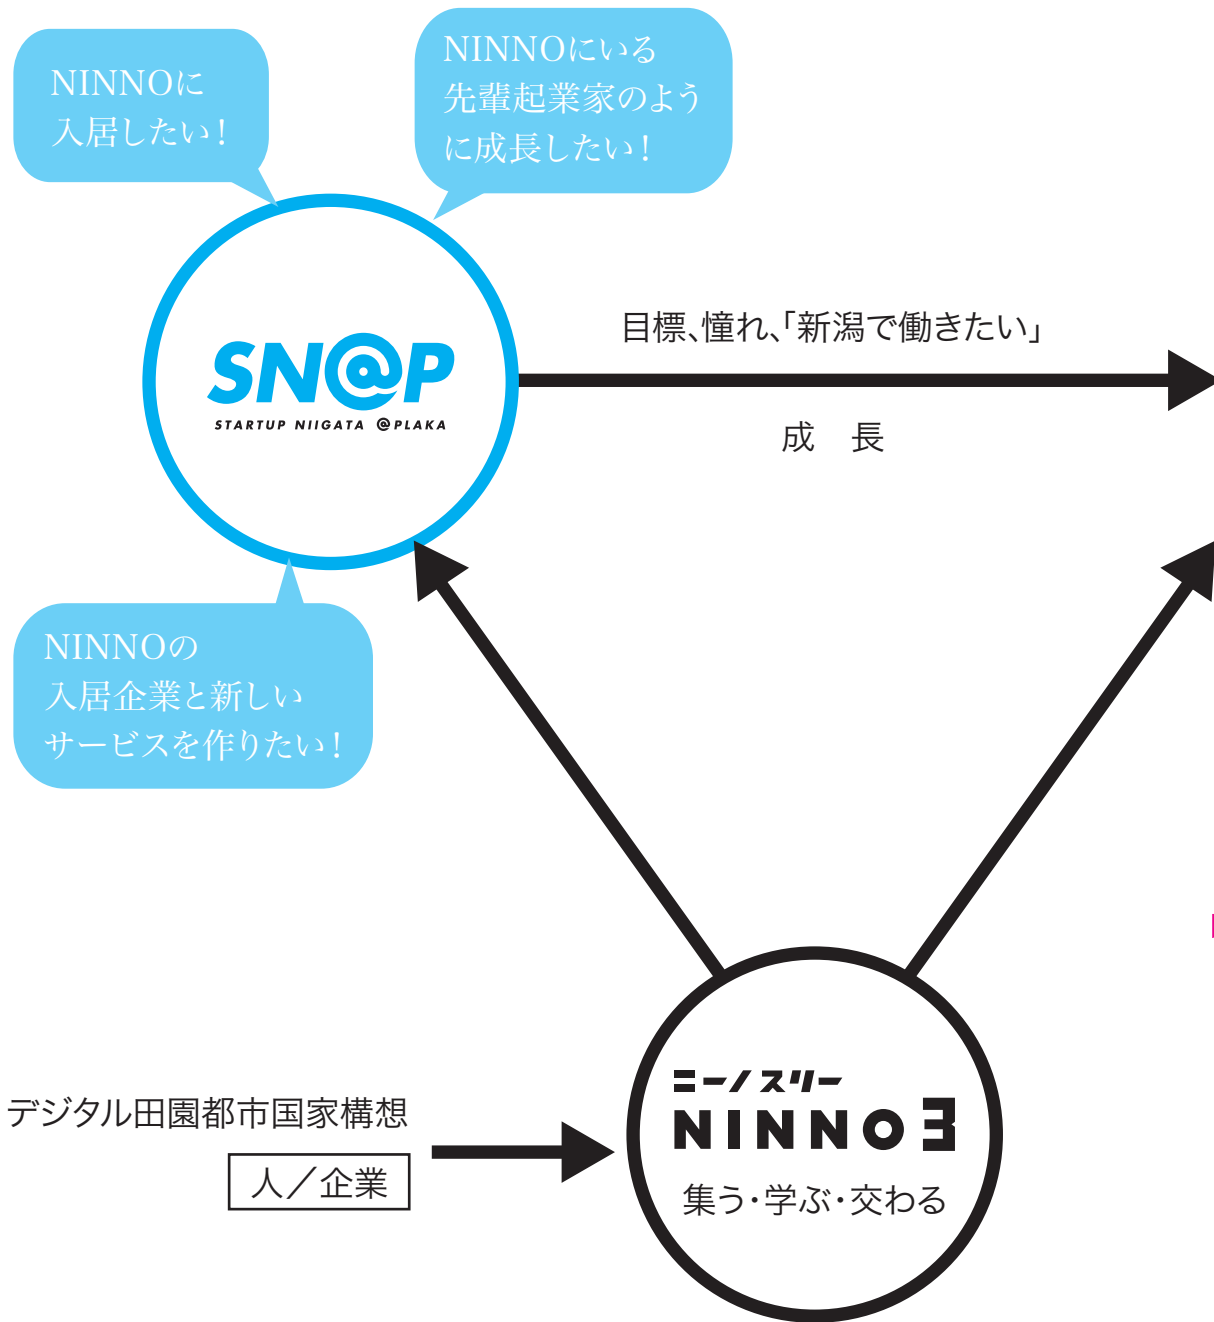 NINNOに
入居したい！
NINNOにいる
先輩起業家のよう
に成長したい！
SN@P
STARTUP NIIGATA @PLAKA
目標、憧れ、「新潟で働きたい」
成　長
NINNOの
入居企業と新しい
サービスを作りたい！
デジタル田園都市国家構想
人／企業
ニーノスリー
NINNO3
集う・学ぶ・交わる